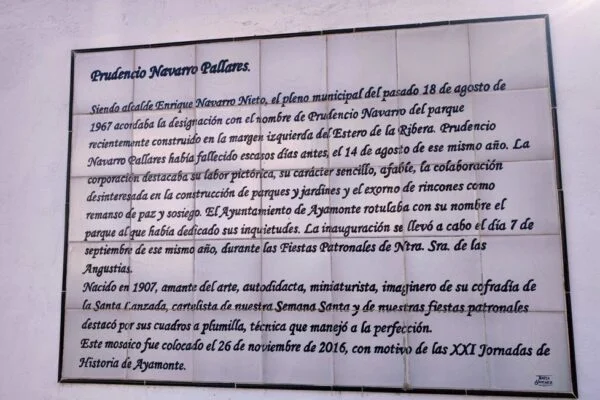 Prudencio Navarro Pallares.
Siendo alcalde Enrique Navarro Nieto, el pleno municipal del pasado 18 de agosto de
1967 acordaba la designación con el nombre de Prudencio Navarro del parque
recientemente construido en la margen izquierda del Estero de la Ribera. Prudencio
Navarro Pallares había fallecido escasos días antes, el 14 de agosto de ese mismo año. La
corporación destacaba su labor pictórica, su carácter sencillo, afable, la colaboración
desinteresada en la construcción de parques y jardines y el exorno de rincones como
remanso de paz y sosiego. El Ayuntamiento de Ayamonte rotulaba con su nombre el
parque al que había dedicado sus inquietudes. La inauguración se llevó a cabo el día 7 de
septiembre de ese mismo año, durante las Fiestas Patronales de Ntra. Sra. de las
Angustias.
Nacido en 1907, amante del arte, autodidacta, miniaturista, imaginero de su cofradía de
la Santa Lanzada, cartelista de nuestra Semana Santa y de nuestras fiestas patronales
destacó por sus cuadros a plumilla, técnica que manejó a la perfección.
Este mosaico fue colocado el 26 de noviembre de 2016, con motivo de las XXI Jornadas de
Historia de Ayamonte.